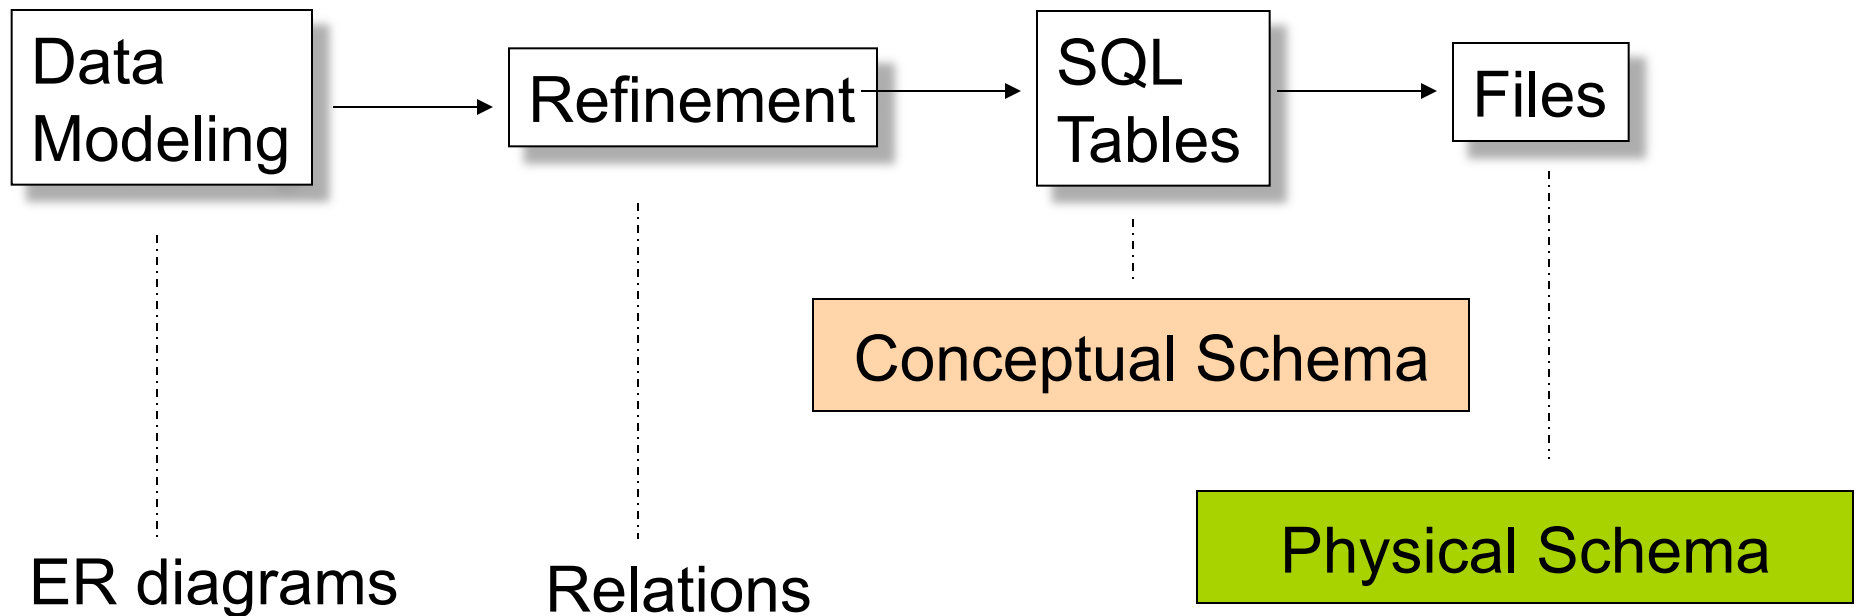 Data
Modeling
Refinement
SQL
Tables
Files
Conceptual Schema
Physical Schema
ER diagrams
Relations